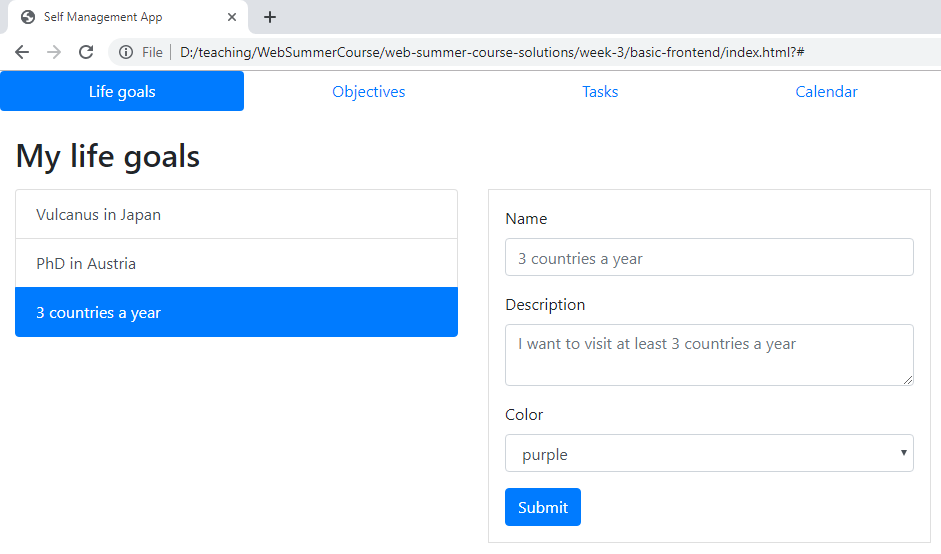 Self Management App
File | D:/teaching/WebSummerCourse/web-summer-course-solutions/week-3/basic-frontend/index.html?#
Life goals Objectives Tasks Calendar
My life goals
Vulcanus in Japan
PhD in Austria
3 countries a year
Name
3 countries a year
Description
I want to visit at least 3 countries a year
Color
purple
Submit